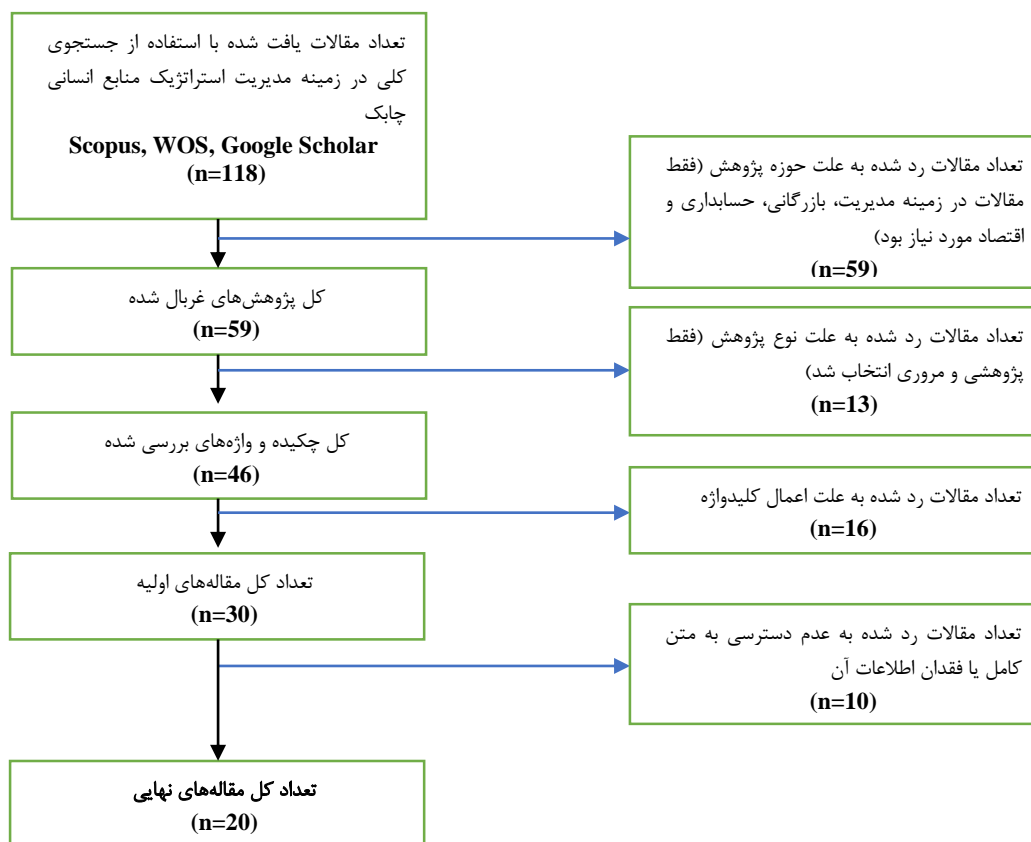 تعداد مقالات یافت شده با استفاده از جستجوی
کلی در زمینه مدیریت استراتژیک منابع انسانی
چابک
Scopus, WOS, Google Scholar
(n=118)
تعداد مقالات رد شده به علت حوزه پژوهش (فقط
مقالات در زمینه مدیریت، بازرگانی، حسابداری و
اقتصاد مورد نیاز بود)
(n=59)
کل پژوهش‌های غربال شده
(n=59)
تعداد مقالات رد شده به علت نوع پژوهش (فقط
پژوهشی و مروری انتخاب شد)
(n=13)
کل چکیده و واژه‌های بررسی شده
(n=46)
تعداد مقالات رد شده به علت اعمال کلیدواژه
(n=16)
تعداد کل مقاله‌های اولیه
(n=30)
تعداد مقالات رد شده به عدم دسترسی به متن
کامل یا فقدان اطلاعات آن
(n=10)
تعداد کل مقاله‌های نهایی
(n=20)